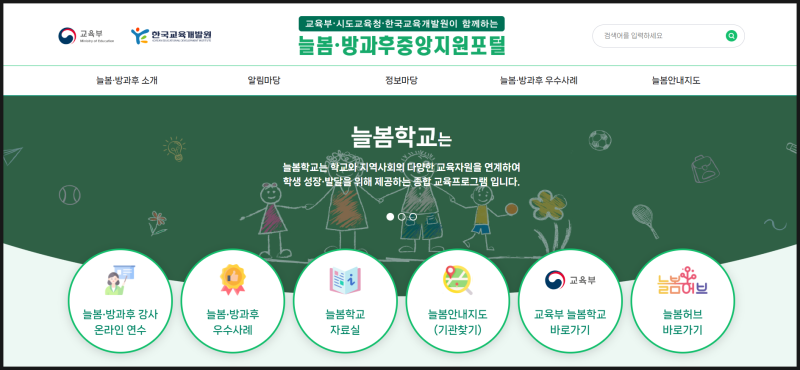 교육부
Ministry of Education
한국교육개발원
교육부·시도교육청·한국교육개발원이 함께하는
늘봄·방과후중앙지원포털
검색어를 입력하세요
늘봄·방과후 소개
알림마당
정보마당
늘봄·방과후 우수사례
늘봄안내지도
늘봄학교는
늘봄학교는 학교와 지역사회의 다양한 교육자원을 연계하여
학생 성장·발달을 위해 제공하는 종합 교육프로그램 입니다.
늘봄·방과후 강사
온라인 연수
늘봄·방과후
우수사례
늘봄학교
자료실
늘봄안내지도
(기관찾기)
교육부
교육부 늘봄학교
바로가기
늘봄허브
늘봄허브
바로가기